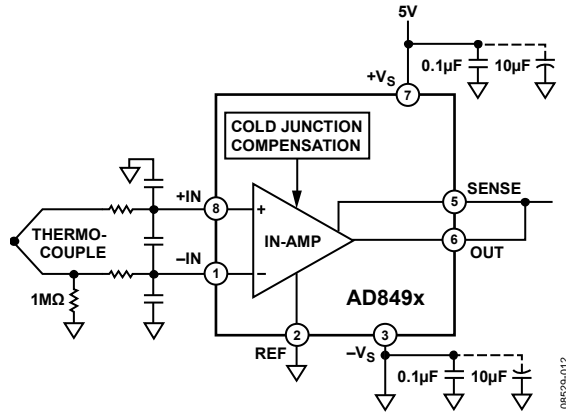 5V
+VS
0.1µF
10µF
7
COLD JUNCTION
COMPENSATION
+IN
8
+
5
SENSE
THERMO-
COUPLE
IN-AMP
–IN
1
–
6
OUT
1MΩ
AD849x
2
3
REF
–VS
0.1µF
10µF
08529-012